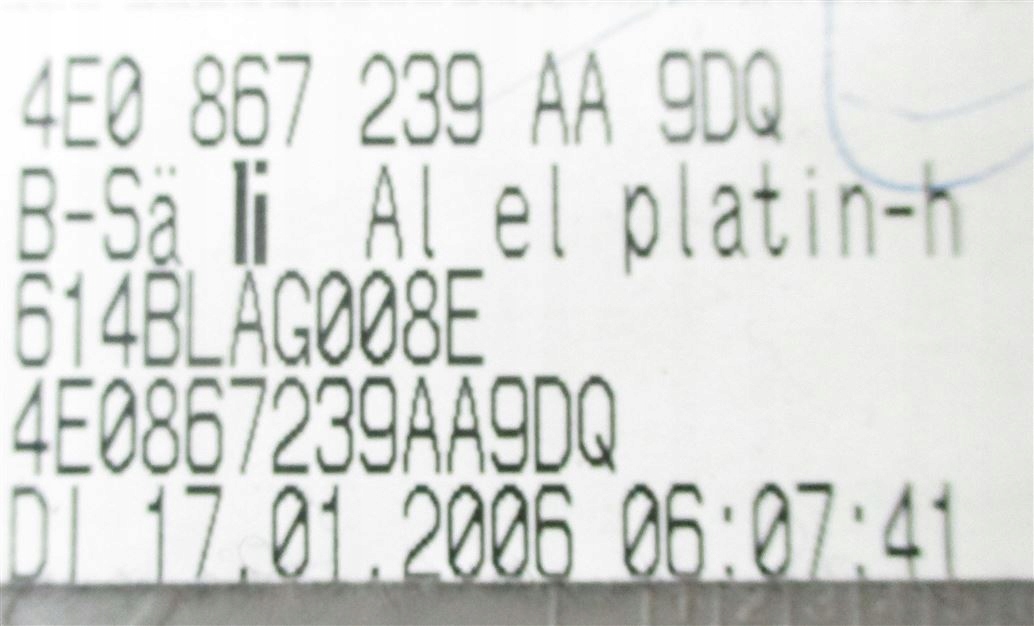 4E0 867 239 AA 9DQ
B-Sä li Al el platin-h
614BLAG008E
4E0867239AA9DQ
DI 17.01.2006 06:07:41